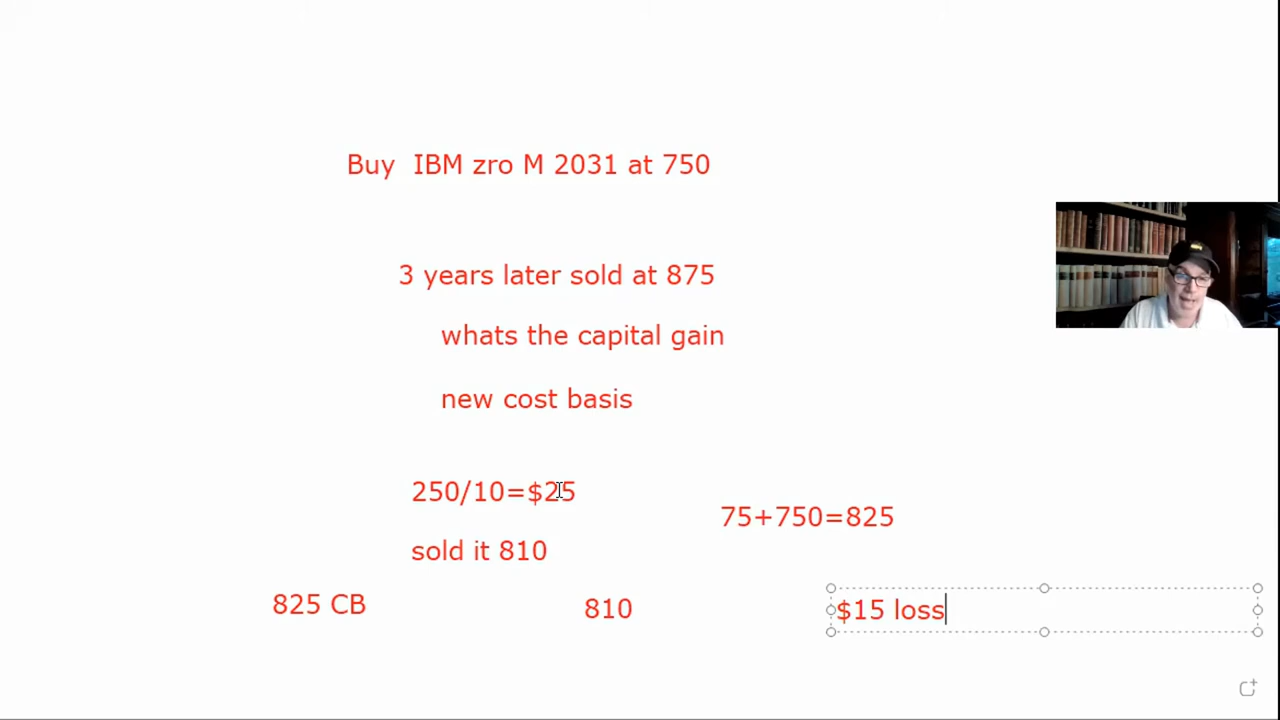 Buy IBM zro M 2031 at 750
3 years later sold at 875
whats the capital gain
new cost basis
250/10=$25
75+750=825
sold it 810
825 CB
810
$15 loss